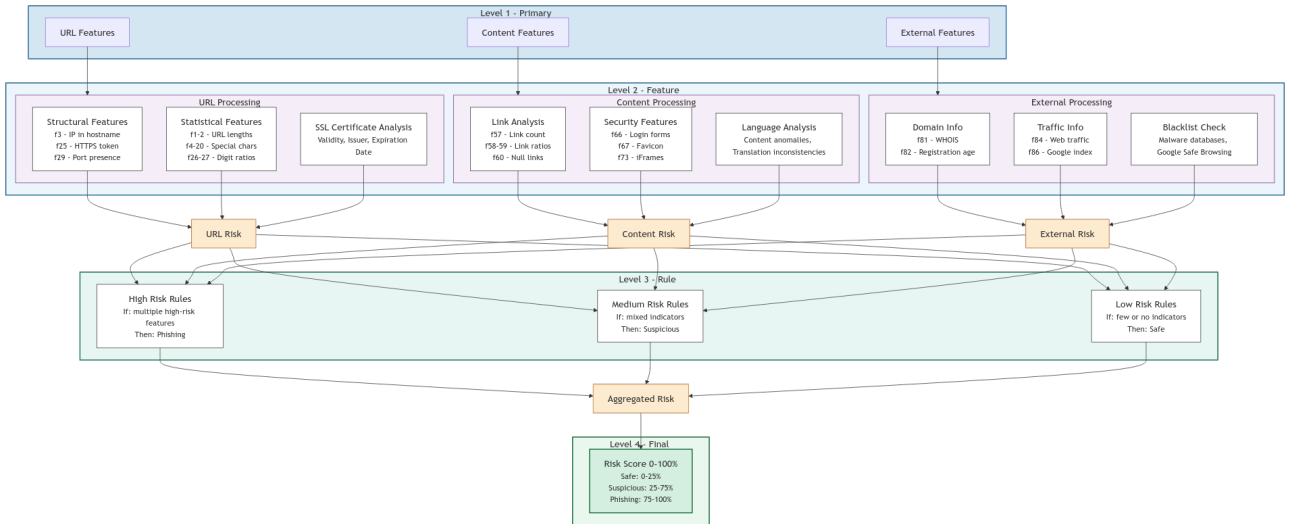 Level 1 - Primary
URL Features
Content Features
External Features
Level 2 - Feature
URL Processing
Content Processing
External Processing
Structural Features
f3 - IP in hostname
f25 - HTTPS token
f29 - Port presence
Statistical Features
f1-2 - URL lengths
f4-20 - Special chars
f26-27 - Digit ratios
SSL Certificate Analysis
Validity, Issuer, Expiration
Date
Link Analysis
f57 - Link count
f58-59 - Link ratios
f60 - Null links
Security Features
f66 - Login forms
f67 - Favicon
f73 - iFrames
Language Analysis
Content anomalies,
Translation inconsistencies
Domain Info
f81 - WHOIS
f82 - Registration age
Traffic Info
f84 - Web traffic
f86 - Google index
Blacklist Check
Malware databases,
Google Safe Browsing
URL Risk
Content Risk
External Risk
Level 3 - Rule
High Risk Rules
If: multiple high-risk
features
Then: Phishing
Medium Risk Rules
If: mixed indicators
Then: Suspicious
Low Risk Rules
If: few or no indicators
Then: Safe
Aggregated Risk
Level 4 - Final
Risk Score 0-100%
Safe: 0-25%
Suspicious: 25-75%
Phishing: 75-100%